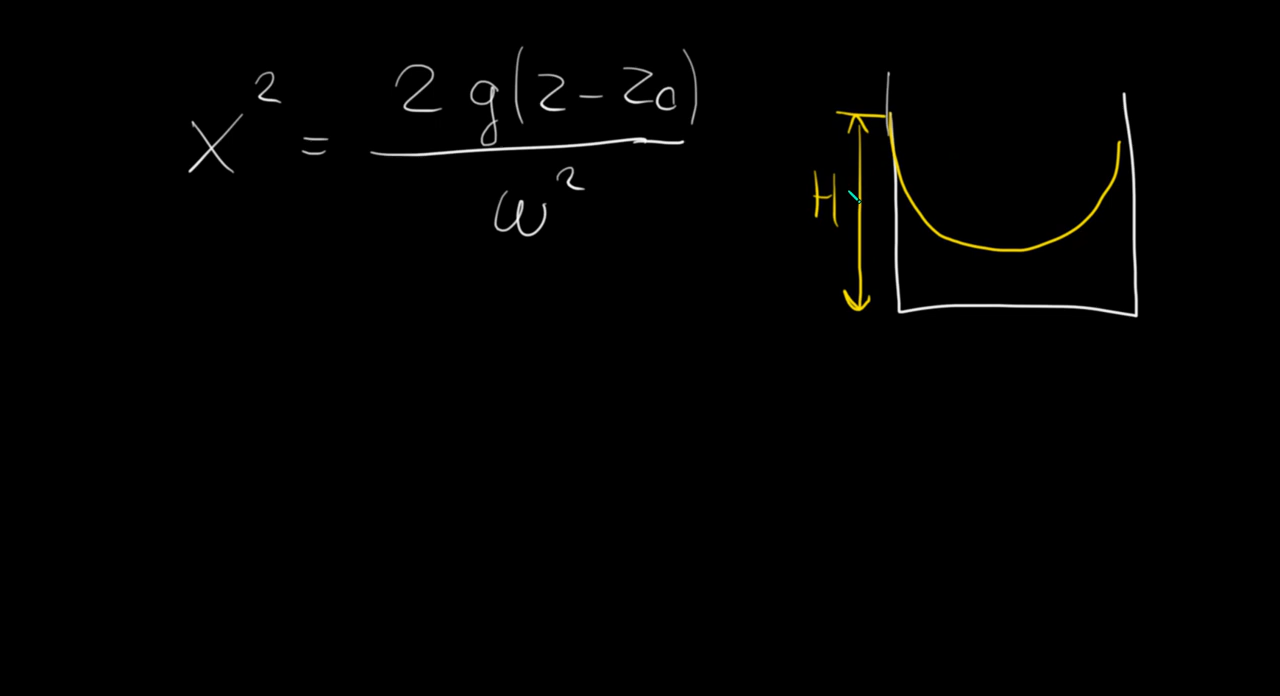 x² = 2g(z-z₀) / ω²
H